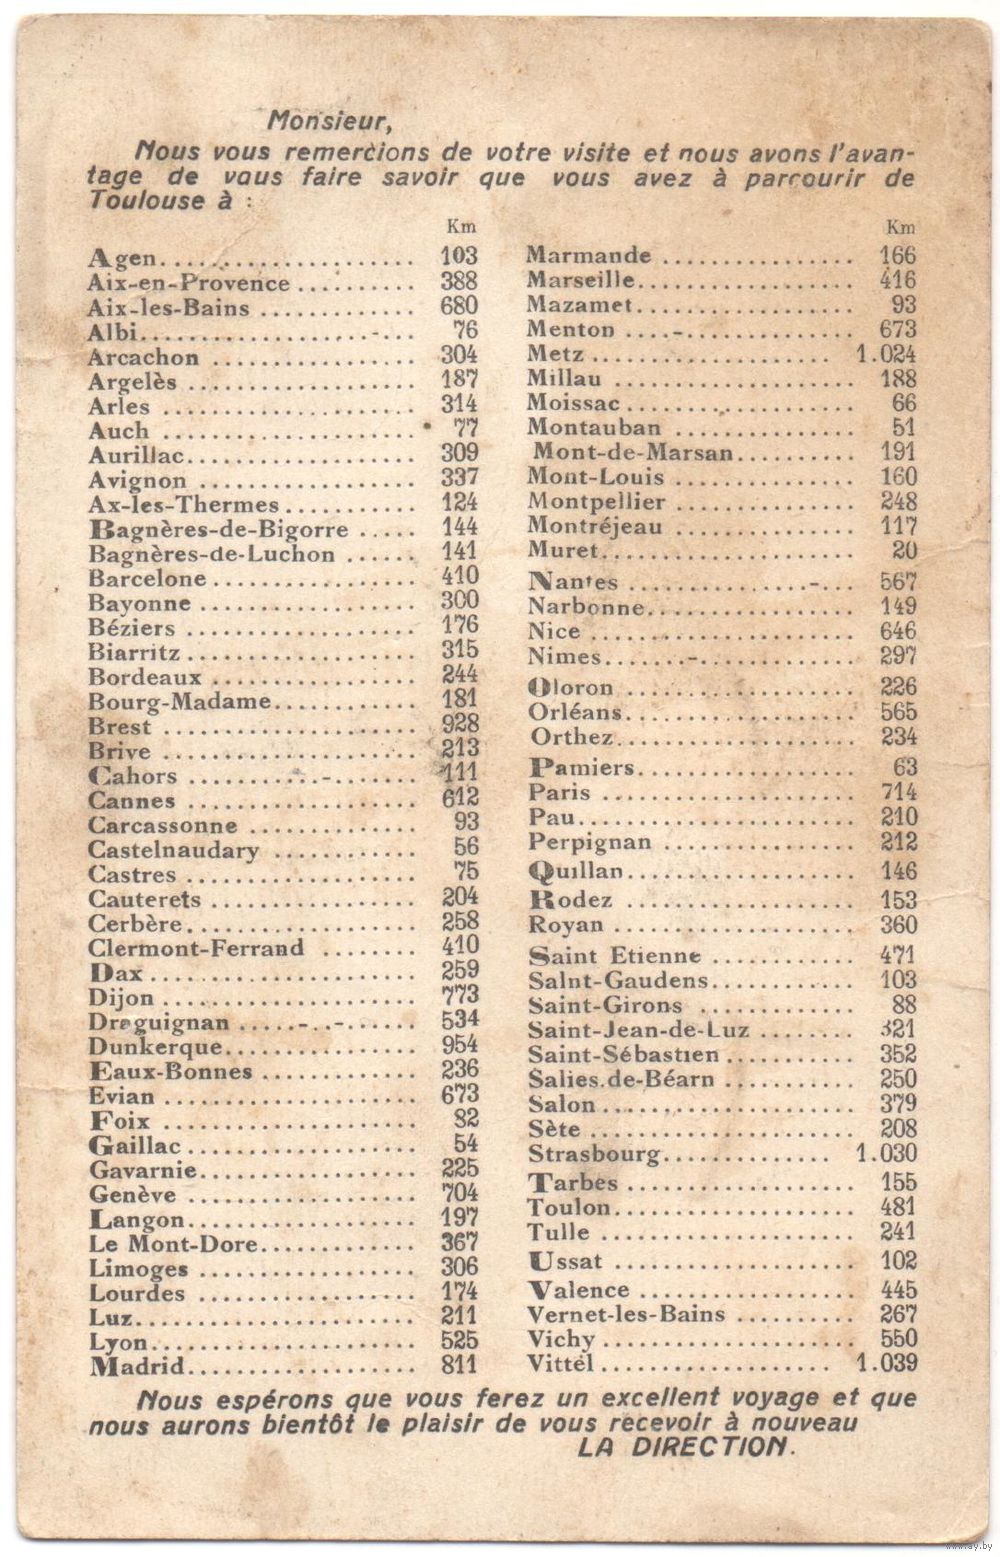 Monsieur,
Nous vous remercions de votre visite et nous avons l'avan-
tage de vous faire savoir que vous avez à parcourir de
Toulouse à :
Km
Agen..................... 103
Aix-en-Provence .......... 388
Aix-les-Bains ............. 680
Albi...................-... 76
Arcachon ................. 304
Argelès ................... 187
Arles ..................... 314
Auch ..................... 77
Aurillac................... 309
Avignon .................. 337
Ax-les-Thermes........... 124
Bagnères-de-Bigorre ..... 144
Bagnères-de-Luchon ...... 141
Barcelone ................. 410
Bayonne .................. 300
Béziers ................... 176
Biarritz................... 315
Bordeaux ................. 244
Bourg-Madame............ 181
Brest ..................... 928
Brive ..................... 213
Cahors ...........-....... 111
Cannes ................... 612
Carcassonne .............. 93
Castelnaudary ............ 56
Castres ................... 75
Cauterets ................. 204
Cerbère................... 258
Clermont-Ferrand ........ 410
Dax ...................... 259
Dijon ..................... 773
Draguignan .....-..-...... 534
Dunkerque................ 954
Eaux-Bonnes ............. 236
Evian ..................... 673
Foix ...................... 82
Gaillac ................... 54
Gavarnie.................. 225
Genève ................... 704
Langon................... 197
Le Mont-Dore............. 367
Limoges .................. 306
Lourdes .................. 174
Luz....................... 211
Lyon...................... 525
Madrid................... 811
Km
Marmande ................ 166
Marseille.................. 416
Mazamet.................. 93
Menton ....-.............. 673
Metz .................... 1.024
Millau .................... 188
Moissac ................... 66
Montauban ............... 51
Mont-de-Marsan.......... 191
Mont-Louis ............... 160
Montpellier ............... 248
Montréjeau ............... 117
Muret..................... 20
Nantes ...............-... 567
Narbonne................. 149
Nice ...................... 646
Nimes.......-............. 297
Oloron .................... 226
Orléans................... 565
Orthez.................... 234
Pamiers.................. 63
Paris ..................... 714
Pau....................... 210
Perpignan ................ 212
Quillan................... 146
Rodez ................... 153
Royan .................... 360
Saint Etienne ............ 471
Saint-Gaudens............ 103
Saint-Girons ............. 88
Saint-Jean-de-Luz ........ 321
Saint-Sébastien ........... 352
Salies.de-Béarn ........... 250
Salon ..................... 379
Sète ...................... 208
Strasbourg.............. 1.030
Tarbes ................... 155
Toulon.................... 481
Tulle ..................... 241
Ussat .................... 102
Valence .................. 445
Vernet-les-Bains .......... 267
Vichy ..................... 550
Vittel ................... 1.039
Nous espérons que vous ferez un excellent voyage et que
nous aurons bientôt le plaisir de vous recevoir à nouveau
LA DIRECTION.
www.ay.by